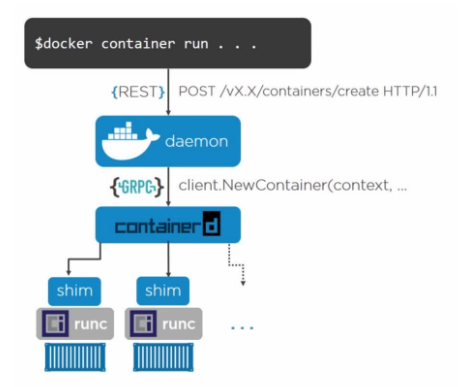 $docker container run . . .
{REST} POST /vX.X/containers/create HTTP/1.1
daemon
{GRPC} client.NewContainer(context, ...
containerd
shim shim
runc runc ...